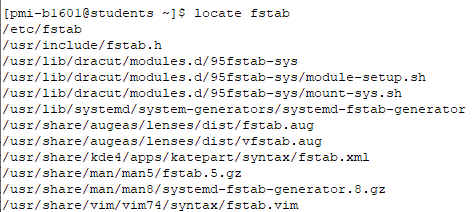 [pmi-b1601@students ~]$ locate fstab
/etc/fstab
/usr/include/fstab.h
/usr/lib/dracut/modules.d/95fstab-sys
/usr/lib/dracut/modules.d/95fstab-sys/module-setup.sh
/usr/lib/dracut/modules.d/95fstab-sys/mount-sys.sh
/usr/lib/systemd/system-generators/systemd-fstab-generator
/usr/share/augeas/lenses/dist/fstab.aug
/usr/share/augeas/lenses/dist/vfstab.aug
/usr/share/kde4/apps/katepart/syntax/fstab.xml
/usr/share/man/man5/fstab.5.gz
/usr/share/man/man8/systemd-fstab-generator.8.gz
/usr/share/vim/vim74/syntax/fstab.vim